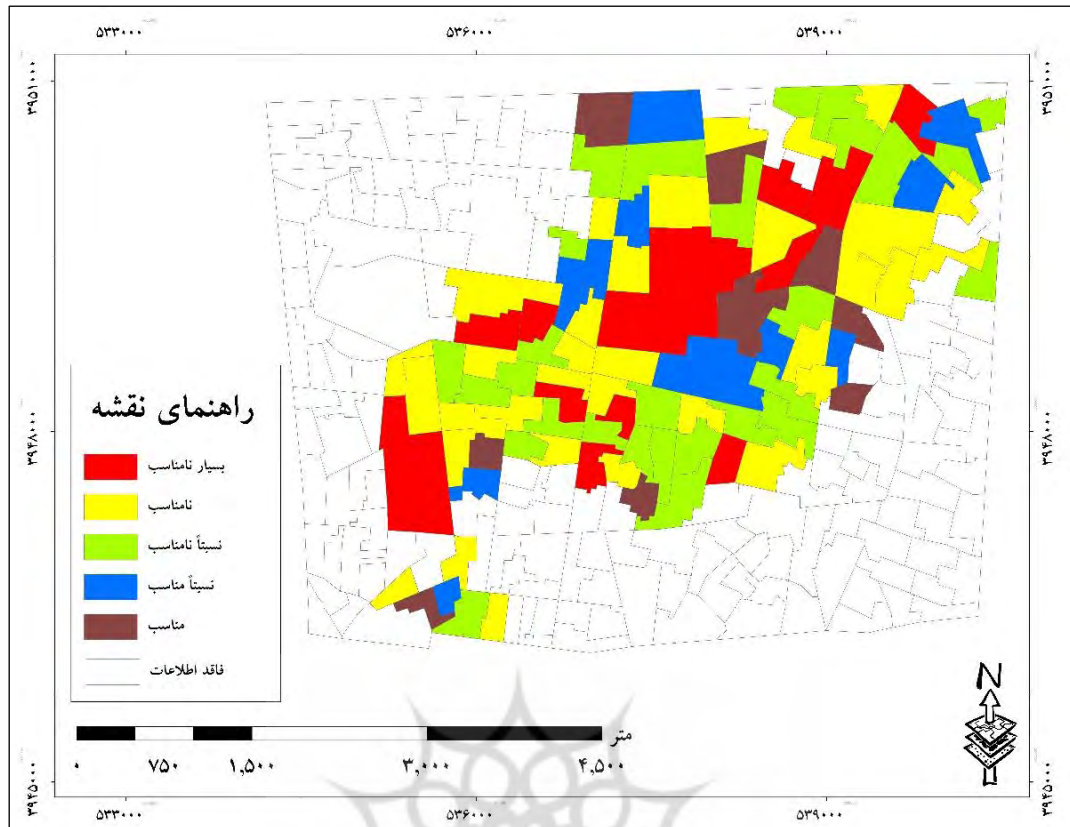 ۵۳۳۰۰۰ ۵۳۶۰۰۰ ۵۳۹۰۰۰
۳۹۵۱۰۰۰ ۳۹۵۱۰۰۰
۳۹۴۸۰۰۰ ۳۹۴۸۰۰۰
راهنمای نقشه
بسیار نامناسب
نامناسب
نسبتاً نامناسب
نسبتاً مناسب
مناسب
فاقد اطلاعات
N
متر
۰ ۷۵۰ ۱,۵۰۰ ۳,۰۰۰ ۴,۵۰۰
۳۹۴۵۰۰۰ ۳۹۴۵۰۰۰
۵۳۳۰۰۰ ۵۳۶۰۰۰ ۵۳۹۰۰۰